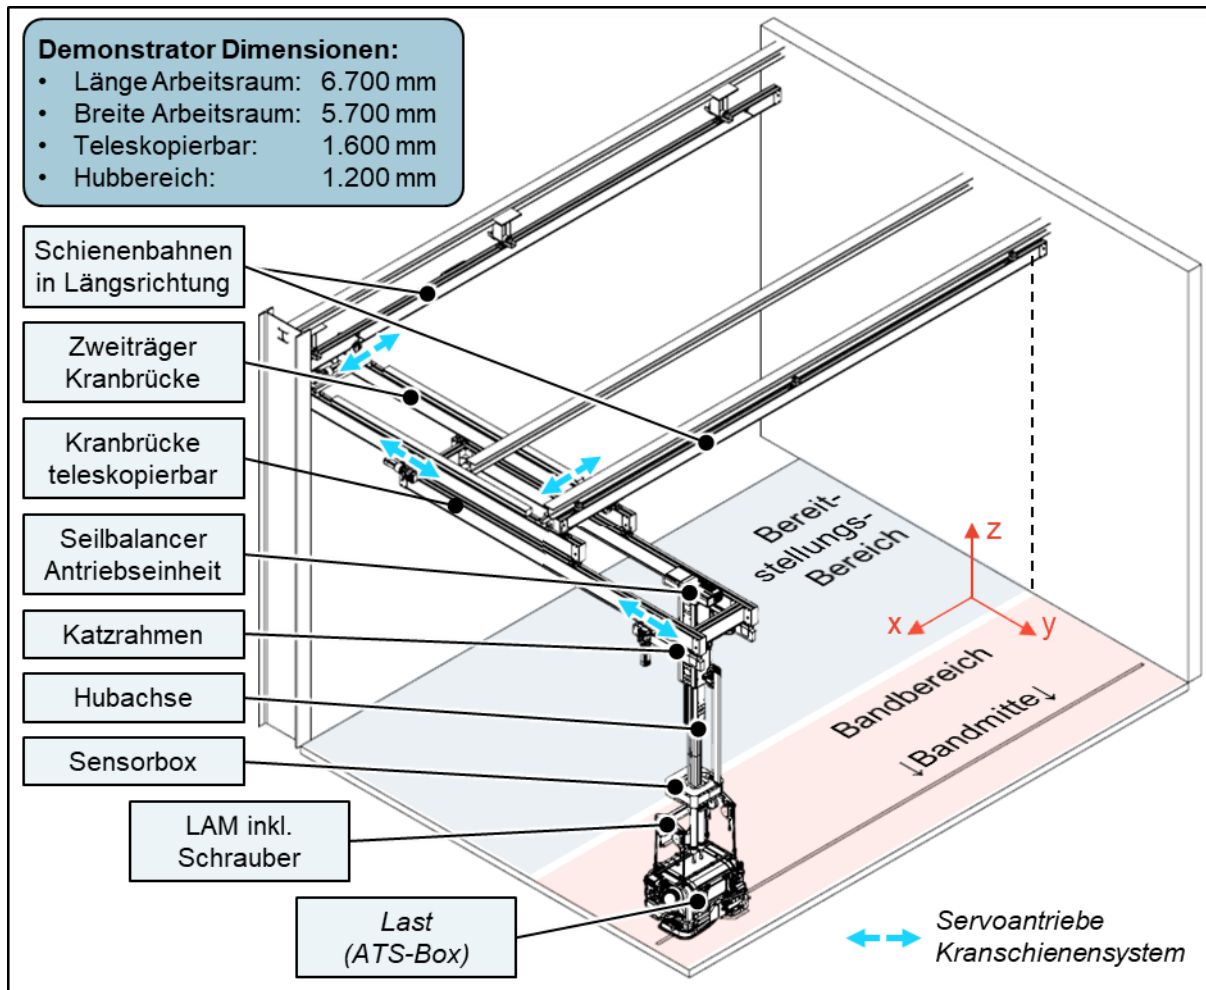 Demonstrator Dimensionen:
• Länge Arbeitsraum: 6.700 mm
• Breite Arbeitsraum: 5.700 mm
• Teleskopierbar: 1.600 mm
• Hubbereich: 1.200 mm
Schienenbahnen
in Längsrichtung
Zweiträger
Kranbrücke
Kranbrücke
teleskopierbar
Seilbalancer
Antriebseinheit
Katzrahmen
Hubachse
Sensorbox
LAM inkl.
Schrauber
Last
(ATS-Box)
Bereit-
stellungs-
Bereich
z
x
y
Bandbereich
↓Bandmitte↓
Servoantriebe
Kranschienensystem